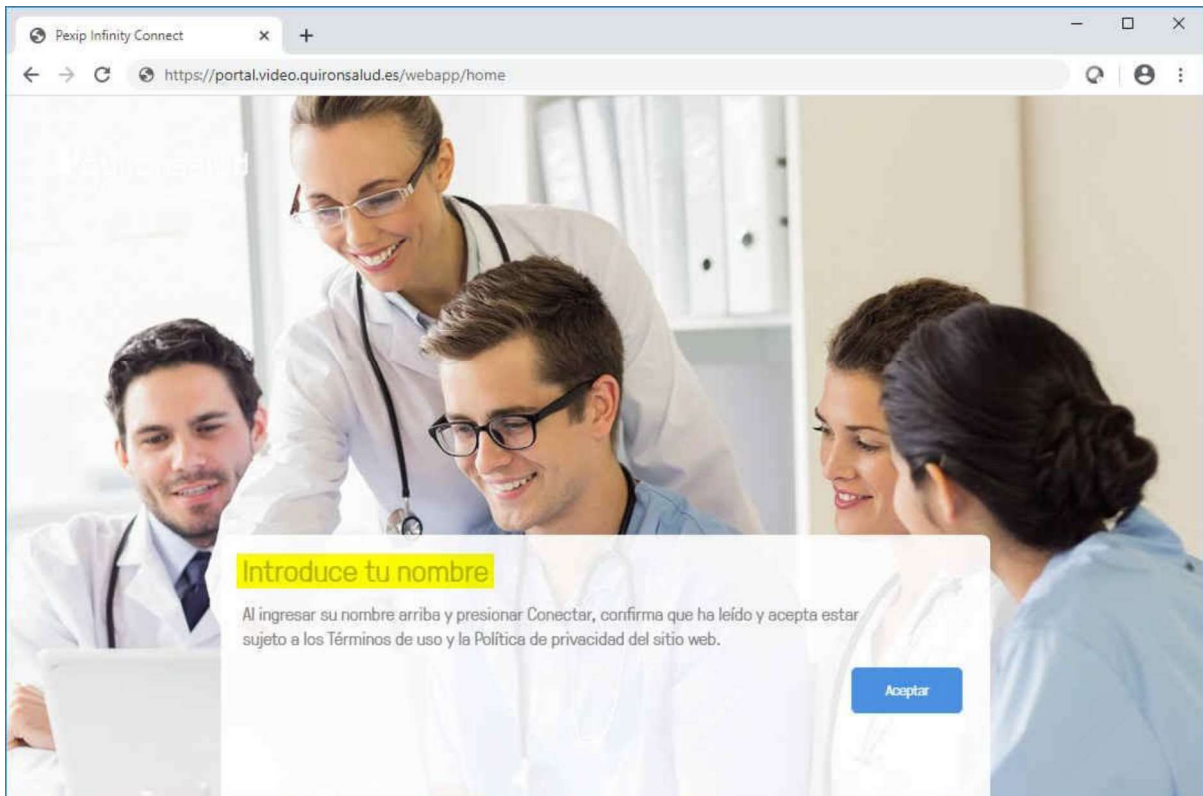 Pexip Infinity Connect
https://portal.video.quironsalud.es/webapp/home
quironsalud
Introduce tu nombre
Al ingresar su nombre arriba y presionar Conectar, confirma que ha leído y acepta estar
sujeto a los Términos de uso y la Política de privacidad del sitio web.
Aceptar